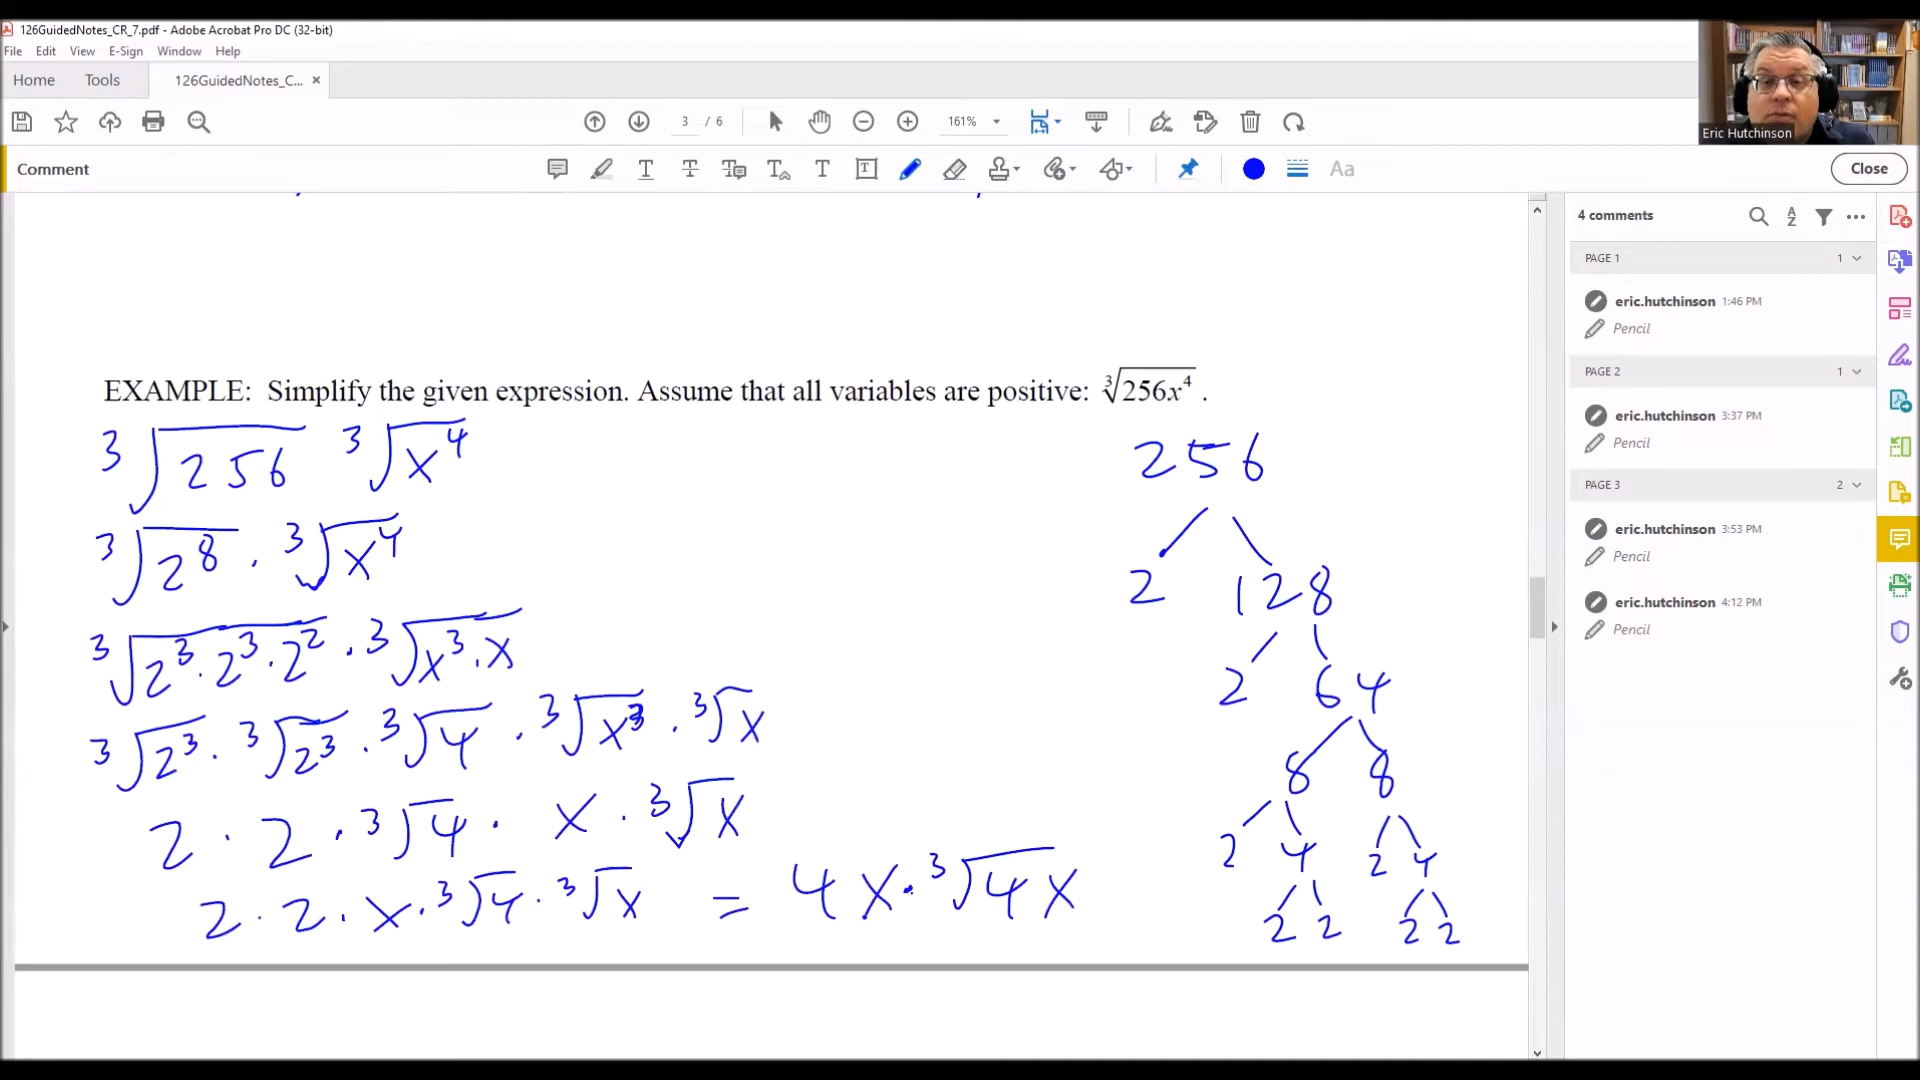 126GuidedNotes_CR_7.pdf - Adobe Acrobat Pro DC (32-bit)
File Edit View E-Sign Window Help
Home Tools 126GuidedNotes_C... ×
3 / 6 161%
Comment Aa Close
Eric Hutchinson
EXAMPLE: Simplify the given expression. Assume that all variables are positive: ∛(256x⁴) .
∛256 ∛x⁴
∛2⁸ · ∛x⁴
∛(2³·2³·2²) · ∛(x³·x)
∛2³ · ∛2³ · ∛4 · ∛x³ · ∛x
2 · 2 · ∛4 · x · ∛x
2 · 2 · x · ∛4 · ∛x = 4x · ∛4x
256
2 128
2 64
8 8
2 4 2 4
2 2 2 2
4 comments
PAGE 1 1
eric.hutchinson 1:46 PM
Pencil
PAGE 2 1
eric.hutchinson 3:37 PM
Pencil
PAGE 3 2
eric.hutchinson 3:53 PM
Pencil
eric.hutchinson 4:12 PM
Pencil